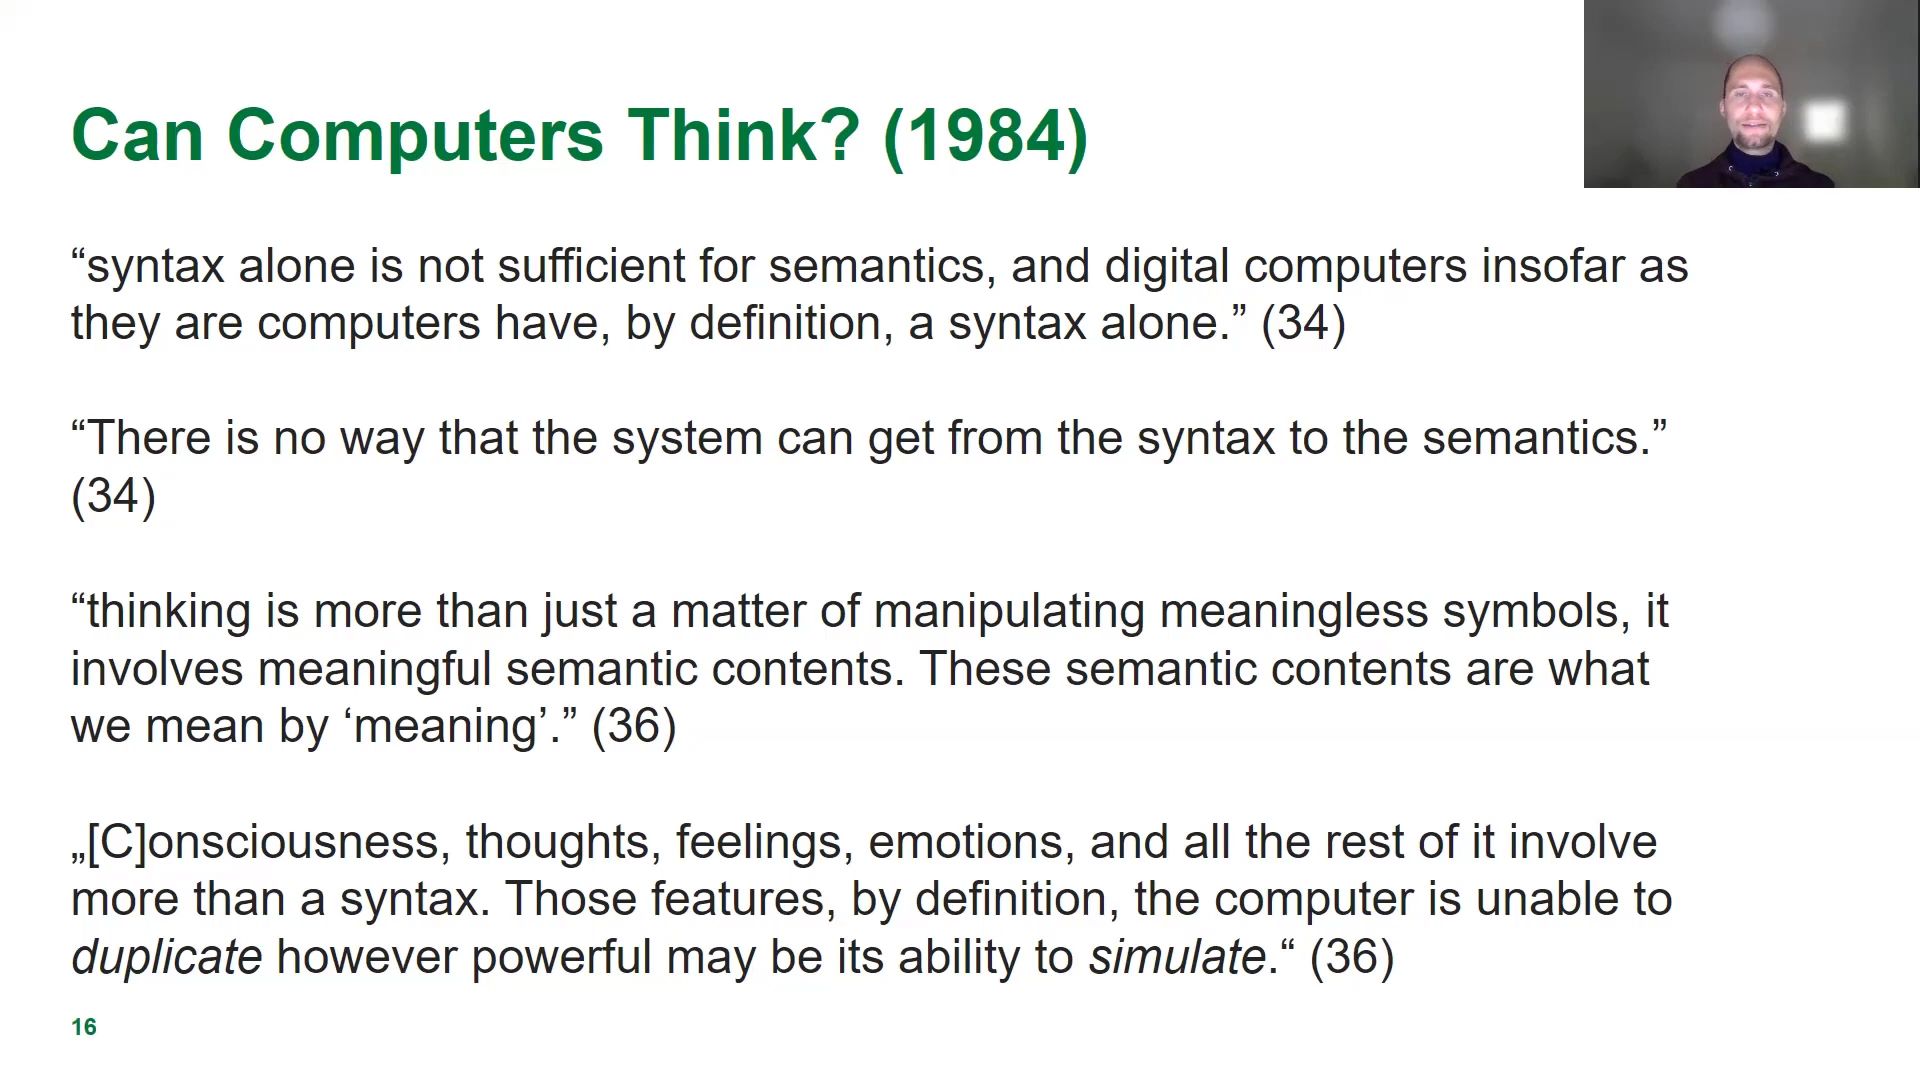 Can Computers Think? (1984)
“syntax alone is not sufficient for semantics, and digital computers insofar as
they are computers have, by definition, a syntax alone.” (34)
“There is no way that the system can get from the syntax to the semantics.”
(34)
“thinking is more than just a matter of manipulating meaningless symbols, it
involves meaningful semantic contents. These semantic contents are what
we mean by ‘meaning’.” (36)
„[C]onsciousness, thoughts, feelings, emotions, and all the rest of it involve
more than a syntax. Those features, by definition, the computer is unable to
duplicate however powerful may be its ability to simulate.“ (36)
16